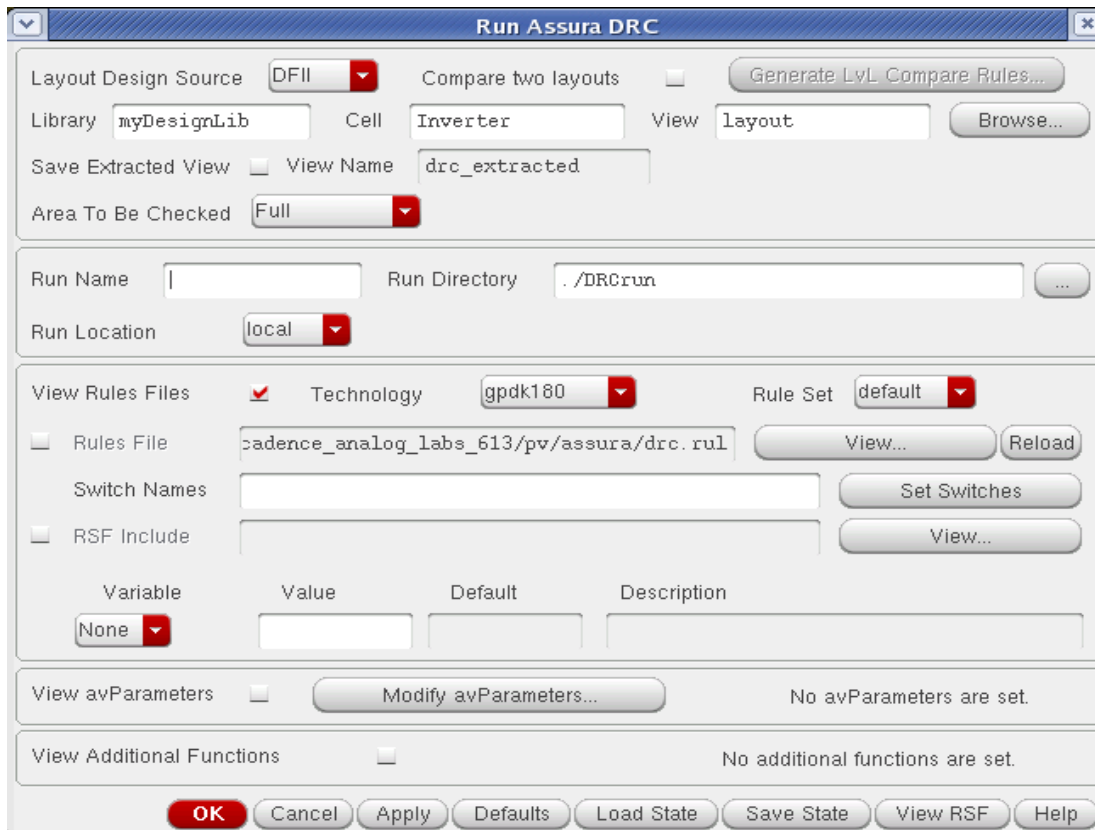 Run Assura DRC
Layout Design Source DFII Compare two layouts Generate LvL Compare Rules...
Library myDesignLib Cell Inverter View layout Browse...
Save Extracted View View Name drc_extracted
Area To Be Checked Full
Run Name Run Directory ./DRCrun ...
Run Location local
View Rules Files Technology gpdk180 Rule Set default
Rules File cadence_analog_labs_613/pv/assura/drc.rul View... Reload
Switch Names Set Switches
RSF Include View...
Variable Value Default Description
None
View avParameters Modify avParameters... No avParameters are set.
View Additional Functions No additional functions are set.
OK Cancel Apply Defaults Load State Save State View RSF Help